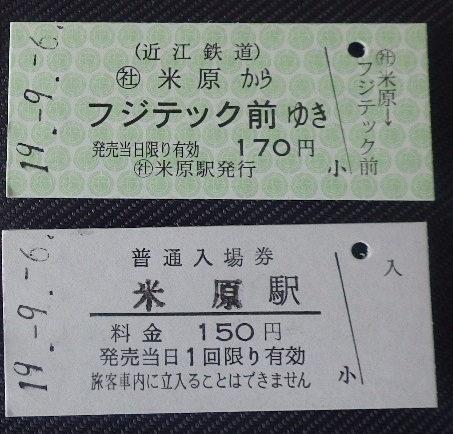 19.-9.-6.
(近江鉄道)
㊓米原から
フジテック前ゆき
発売当日限り有効 170円
㊓米原駅発行
小
㊓米原→フジテック前
19.-9.-6.
普通入場券
米原駅
料金 150円
発売当日1回限り有効
旅客車内に立入ることはできません
小
入